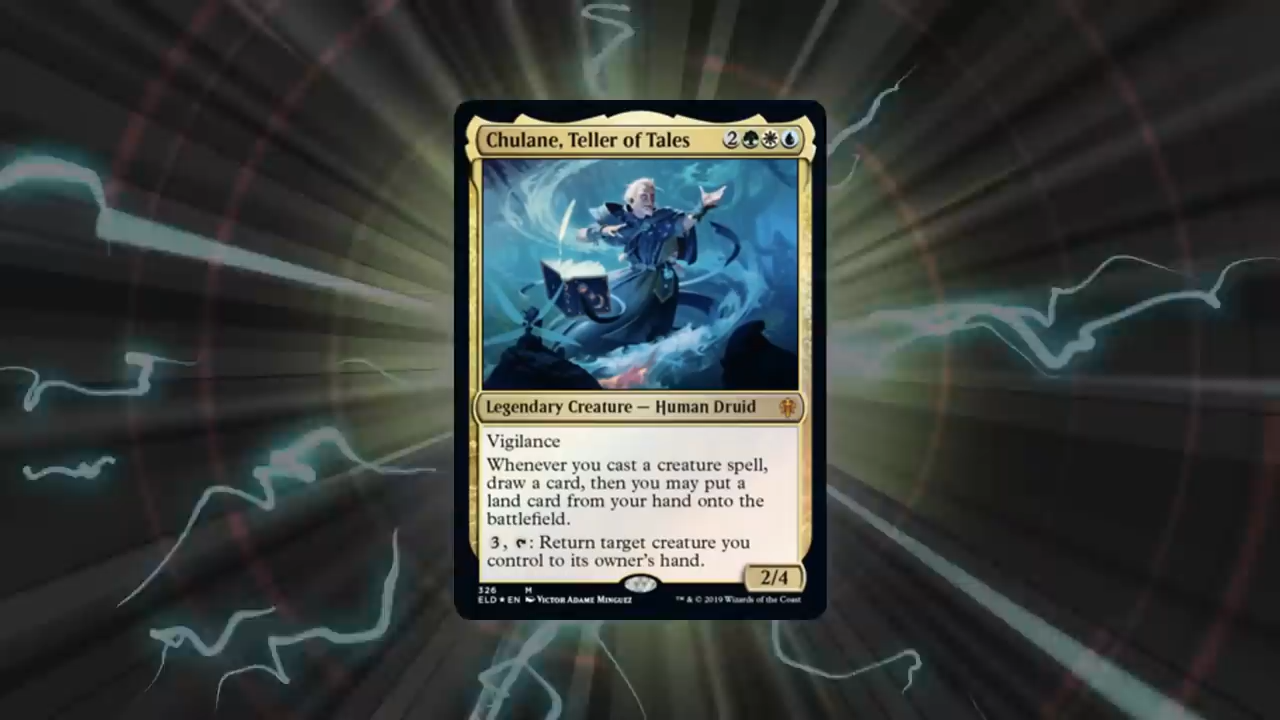 Chulane, Teller of Tales 2
Legendary Creature — Human Druid
Vigilance
Whenever you cast a creature spell,
draw a card, then you may put a
land card from your hand onto the
battlefield.
3, : Return target creature you
control to its owner's hand.
2/4
326 M
ELD ★ EN Victor Adame Minguez
™ & © 2019 Wizards of the Coast